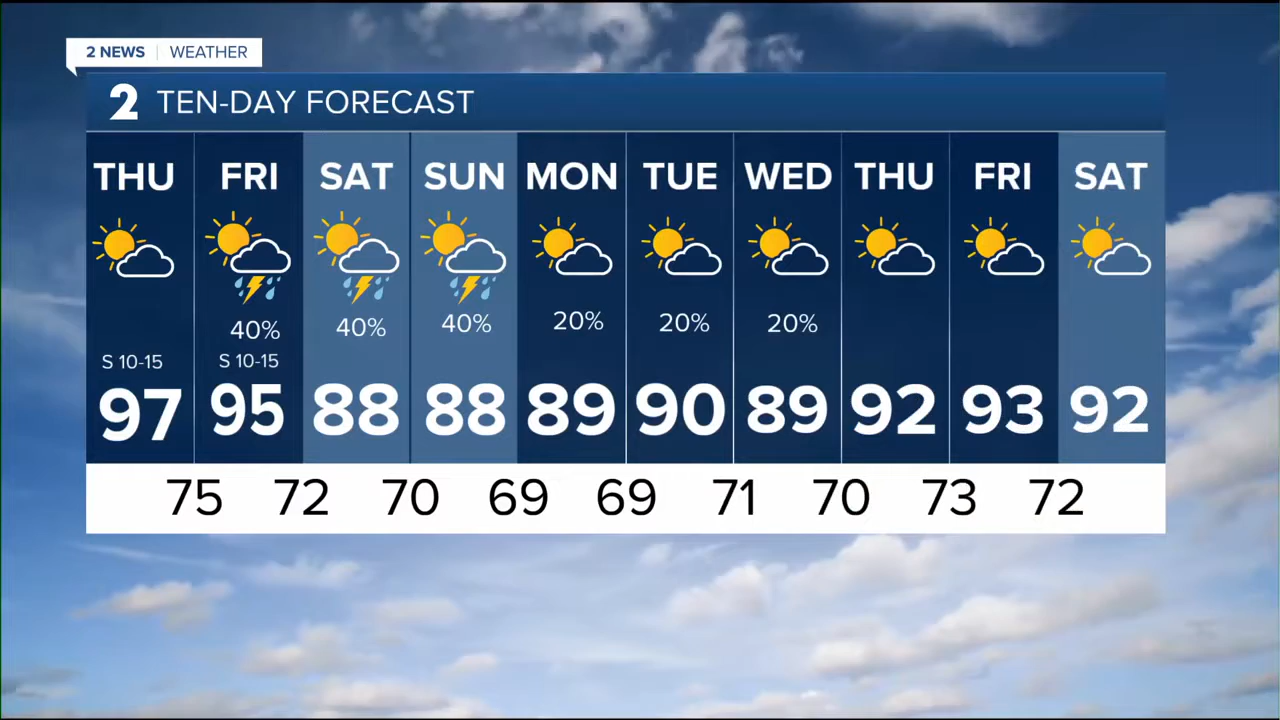 2 NEWS | WEATHER
2 TEN-DAY FORECAST
THU FRI SAT SUN MON TUE WED THU FRI SAT
40% 40% 40% 20% 20% 20%
S 10-15 S 10-15
97 95 88 88 89 90 89 92 93 92
75 72 70 69 69 71 70 73 72